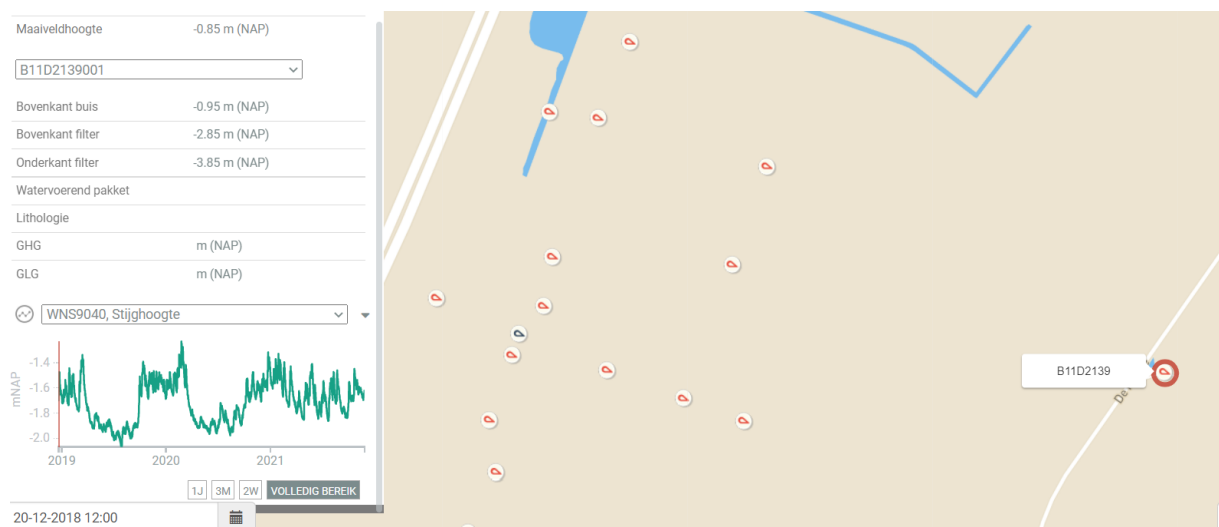 Maaiveldhoogte -0.85 m (NAP)
B11D2139001
Bovenkant buis -0.95 m (NAP)
Bovenkant filter -2.85 m (NAP)
Onderkant filter -3.85 m (NAP)
Watervoerend pakket
Lithologie
GHG m (NAP)
GLG m (NAP)
WNS9040, Stijghoogte
mNAP
-1.4
-1.6
-1.8
-2.0
2019 2020 2021
1J 3M 2W VOLLEDIG BEREIK
20-12-2018 12:00
B11D2139
De